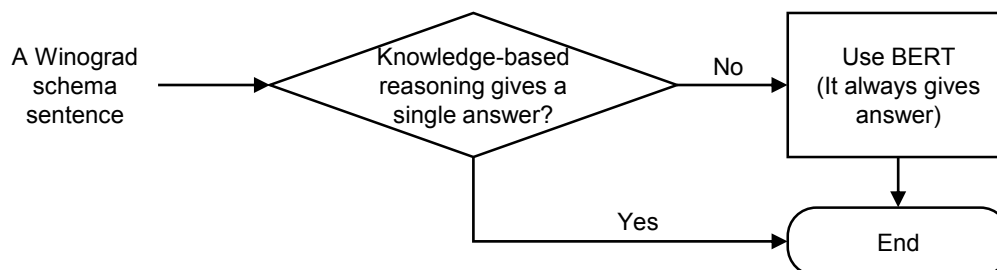 A Winograd
schema
sentence
Knowledge-based
reasoning gives a
single answer?
No
Use BERT
(It always gives
answer)
Yes
End